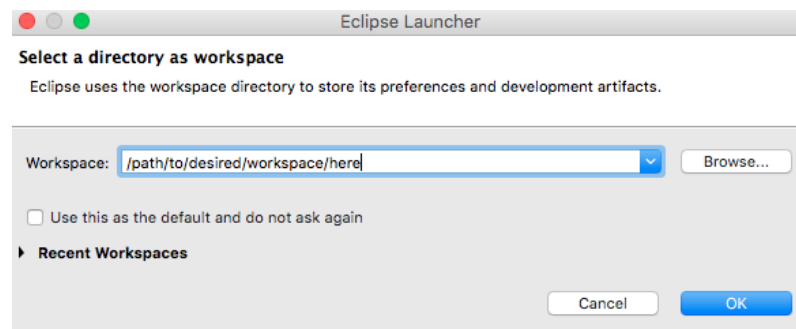 Eclipse Launcher
Select a directory as workspace
Eclipse uses the workspace directory to store its preferences and development artifacts.
Workspace: /path/to/desired/workspace/here Browse...
Use this as the default and do not ask again
Recent Workspaces
Cancel OK